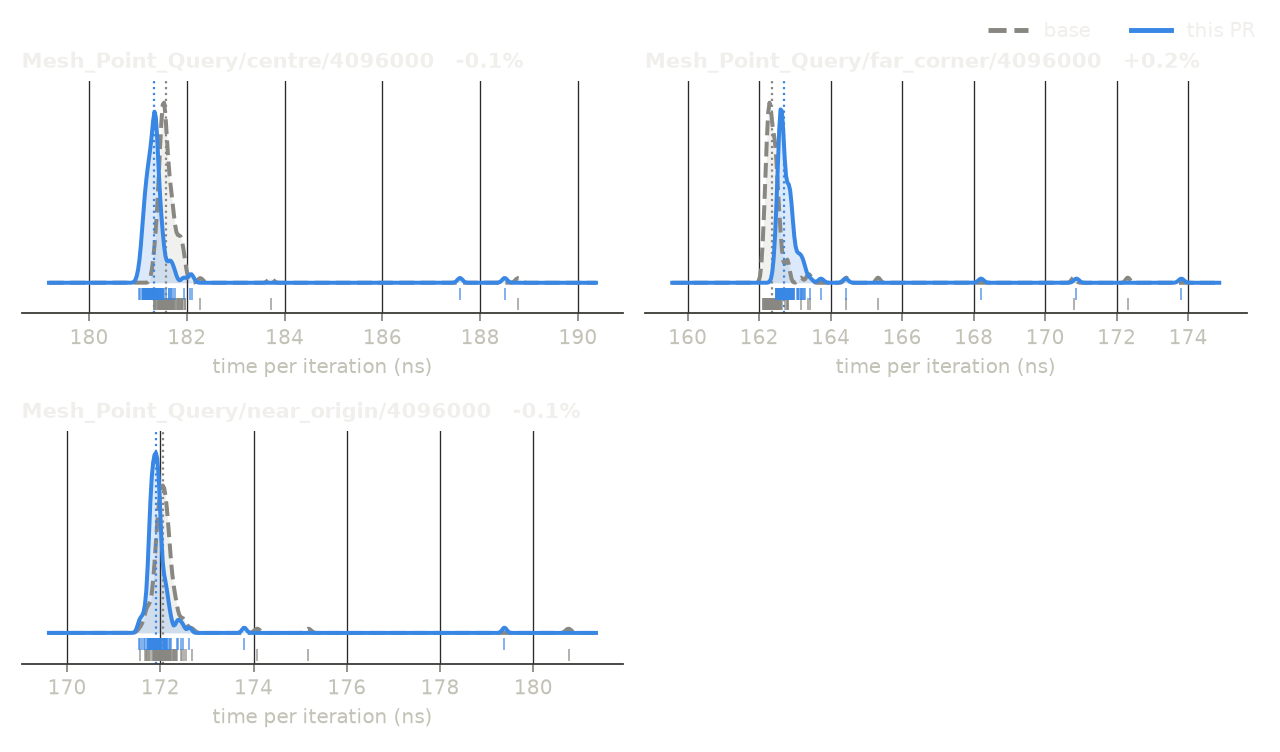 base this PR
Mesh_Point_Query/centre/4096000 -0.1%
Mesh_Point_Query/far_corner/4096000 +0.2%
180 182 184 186 188 190
time per iteration (ns)
160 162 164 166 168 170 172 174
time per iteration (ns)
Mesh_Point_Query/near_origin/4096000 -0.1%
170 172 174 176 178 180
time per iteration (ns)